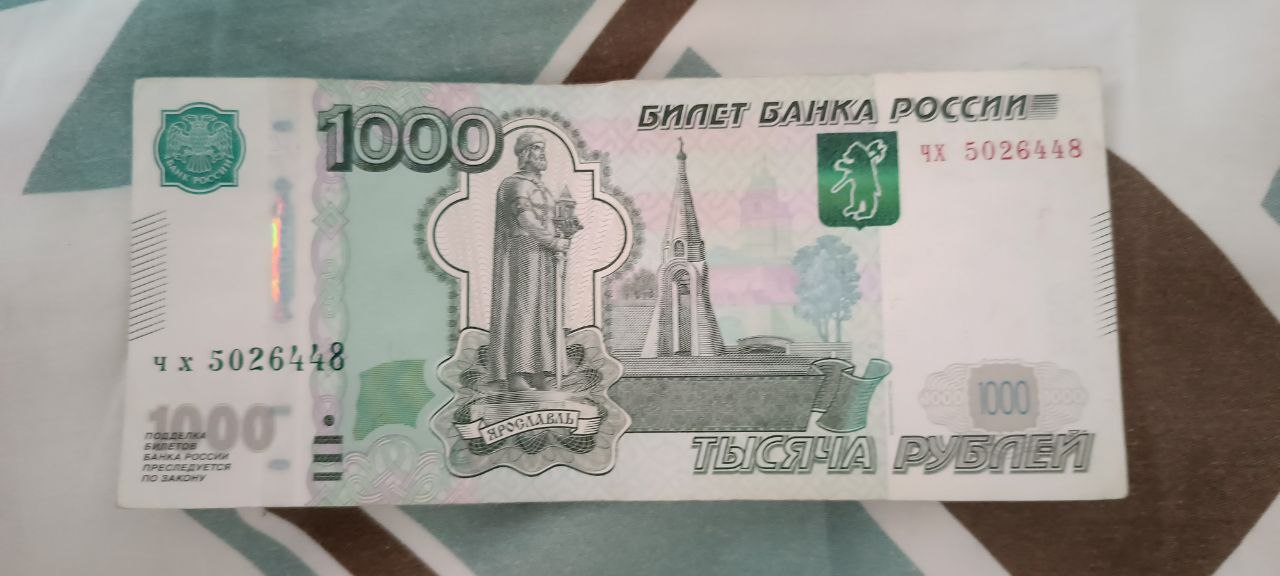 БАНК РОССИИ
1000
БИЛЕТ БАНКА РОССИИ
чх 5026448
чх 5026448
1000
ПОДДЕЛКА
БИЛЕТОВ
БАНКА РОССИИ
ПРЕСЛЕДУЕТСЯ
ПО ЗАКОНУ
ЯРОСЛАВЛЬ
1000
ТЫСЯЧА РУБЛЕЙ